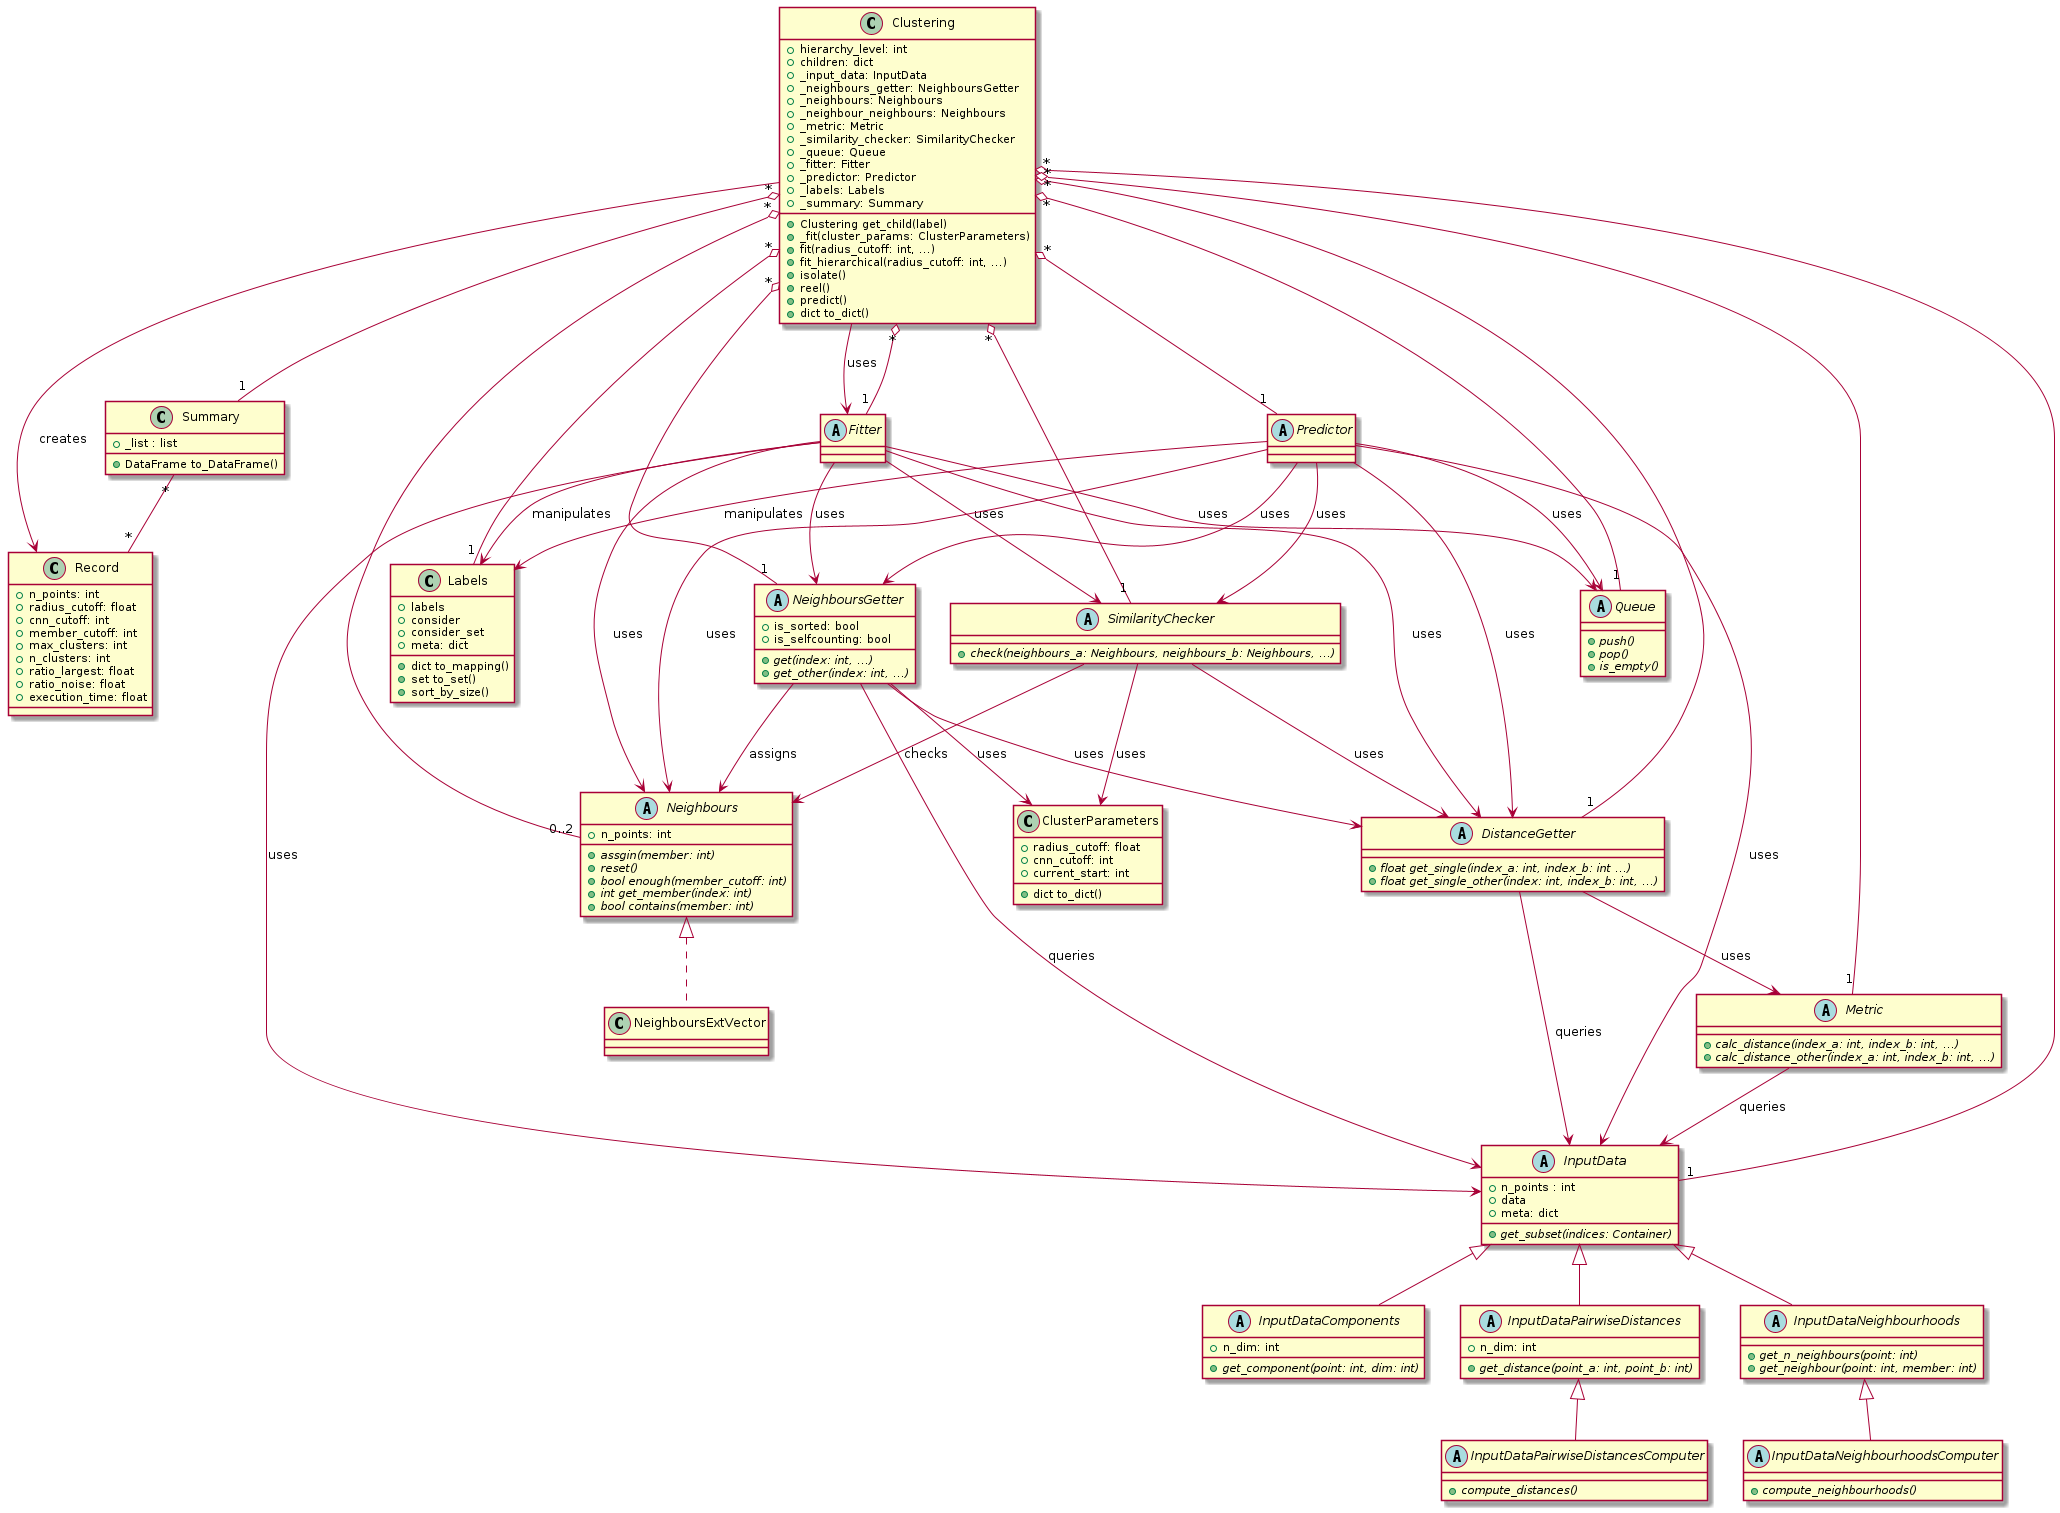 C Clustering
hierarchy_level: int
children: dict
_input_data: InputData
_neighbours_getter: NeighboursGetter
_neighbours: Neighbours
_neighbour_neighbours: Neighbours
_metric: Metric
_similarity_checker: SimilarityChecker
_queue: Queue
_fitter: Fitter
_predictor: Predictor
_labels: Labels
_summary: Summary
Clustering get_child(label)
_fit(cluster_params: ClusterParameters)
fit(radius_cutoff: int, ...)
fit_hierarchical(radius_cutoff: int, ...)
isolate()
reel()
predict()
dict to_dict()
*
*
*
*
*
*
*
*
*
*
*
uses
1
1
1
creates
C Summary
_list : list
DataFrame to_DataFrame()
*
*
A Fitter
A Predictor
manipulates
manipulates
uses
uses
uses
uses
uses
uses
1
1
1
1
C Record
n_points: int
radius_cutoff: float
cnn_cutoff: int
member_cutoff: int
max_clusters: int
n_clusters: int
ratio_largest: float
ratio_noise: float
execution_time: float
C Labels
labels
consider
consider_set
meta: dict
dict to_mapping()
set to_set()
sort_by_size()
A NeighboursGetter
is_sorted: bool
is_selfcounting: bool
get(index: int, ...)
get_other(index: int, ...)
A SimilarityChecker
check(neighbours_a: Neighbours, neighbours_b: Neighbours, ...)
A Queue
push()
pop()
is_empty()
uses
uses
uses
uses
assigns
checks
uses
uses
uses
uses
0..2
1
A Neighbours
n_points: int
assgin(member: int)
reset()
bool enough(member_cutoff: int)
int get_member(index: int)
bool contains(member: int)
C ClusterParameters
radius_cutoff: float
cnn_cutoff: int
current_start: int
dict to_dict()
A DistanceGetter
float get_single(index_a: int, index_b: int ...)
float get_single_other(index: int, index_b: int, ...)
uses
uses
queries
uses
1
C NeighboursExtVector
A Metric
calc_distance(index_a: int, index_b: int, ...)
calc_distance_other(index_a: int, index_b: int, ...)
queries
queries
1
A InputData
n_points : int
data
meta: dict
get_subset(indices: Container)
A InputDataComponents
n_dim: int
get_component(point: int, dim: int)
A InputDataPairwiseDistances
n_dim: int
get_distance(point_a: int, point_b: int)
A InputDataNeighbourhoods
get_n_neighbours(point: int)
get_neighbour(point: int, member: int)
A InputDataPairwiseDistancesComputer
compute_distances()
A InputDataNeighbourhoodsComputer
compute_neighbourhoods()